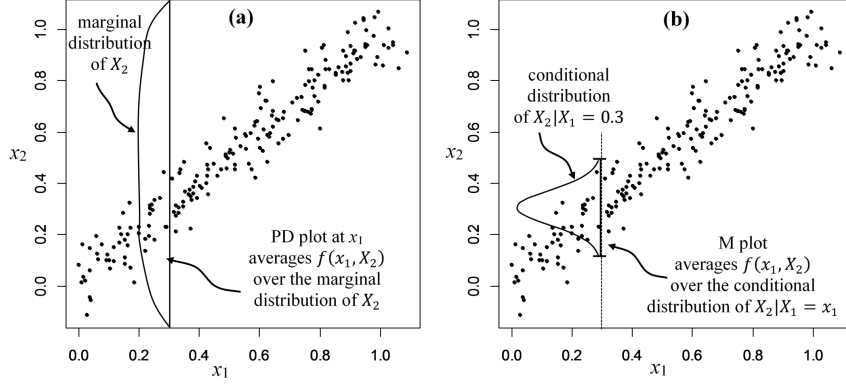 (a)
marginal
distribution
of X₂
x₂
1.0
0.8
0.6
0.4
0.2
0.0
PD plot at x₁
averages f(x₁, X₂)
over the marginal
distribution of X₂
0.0 0.2 0.4 0.6 0.8 1.0
x₁
(b)
conditional
distribution
of X₂|X₁ = 0.3
x₂
1.0
0.8
0.6
0.4
0.2
0.0
M plot
averages f(x₁, X₂)
over the conditional
distribution of X₂|X₁ = x₁
0.0 0.2 0.4 0.6 0.8 1.0
x₁